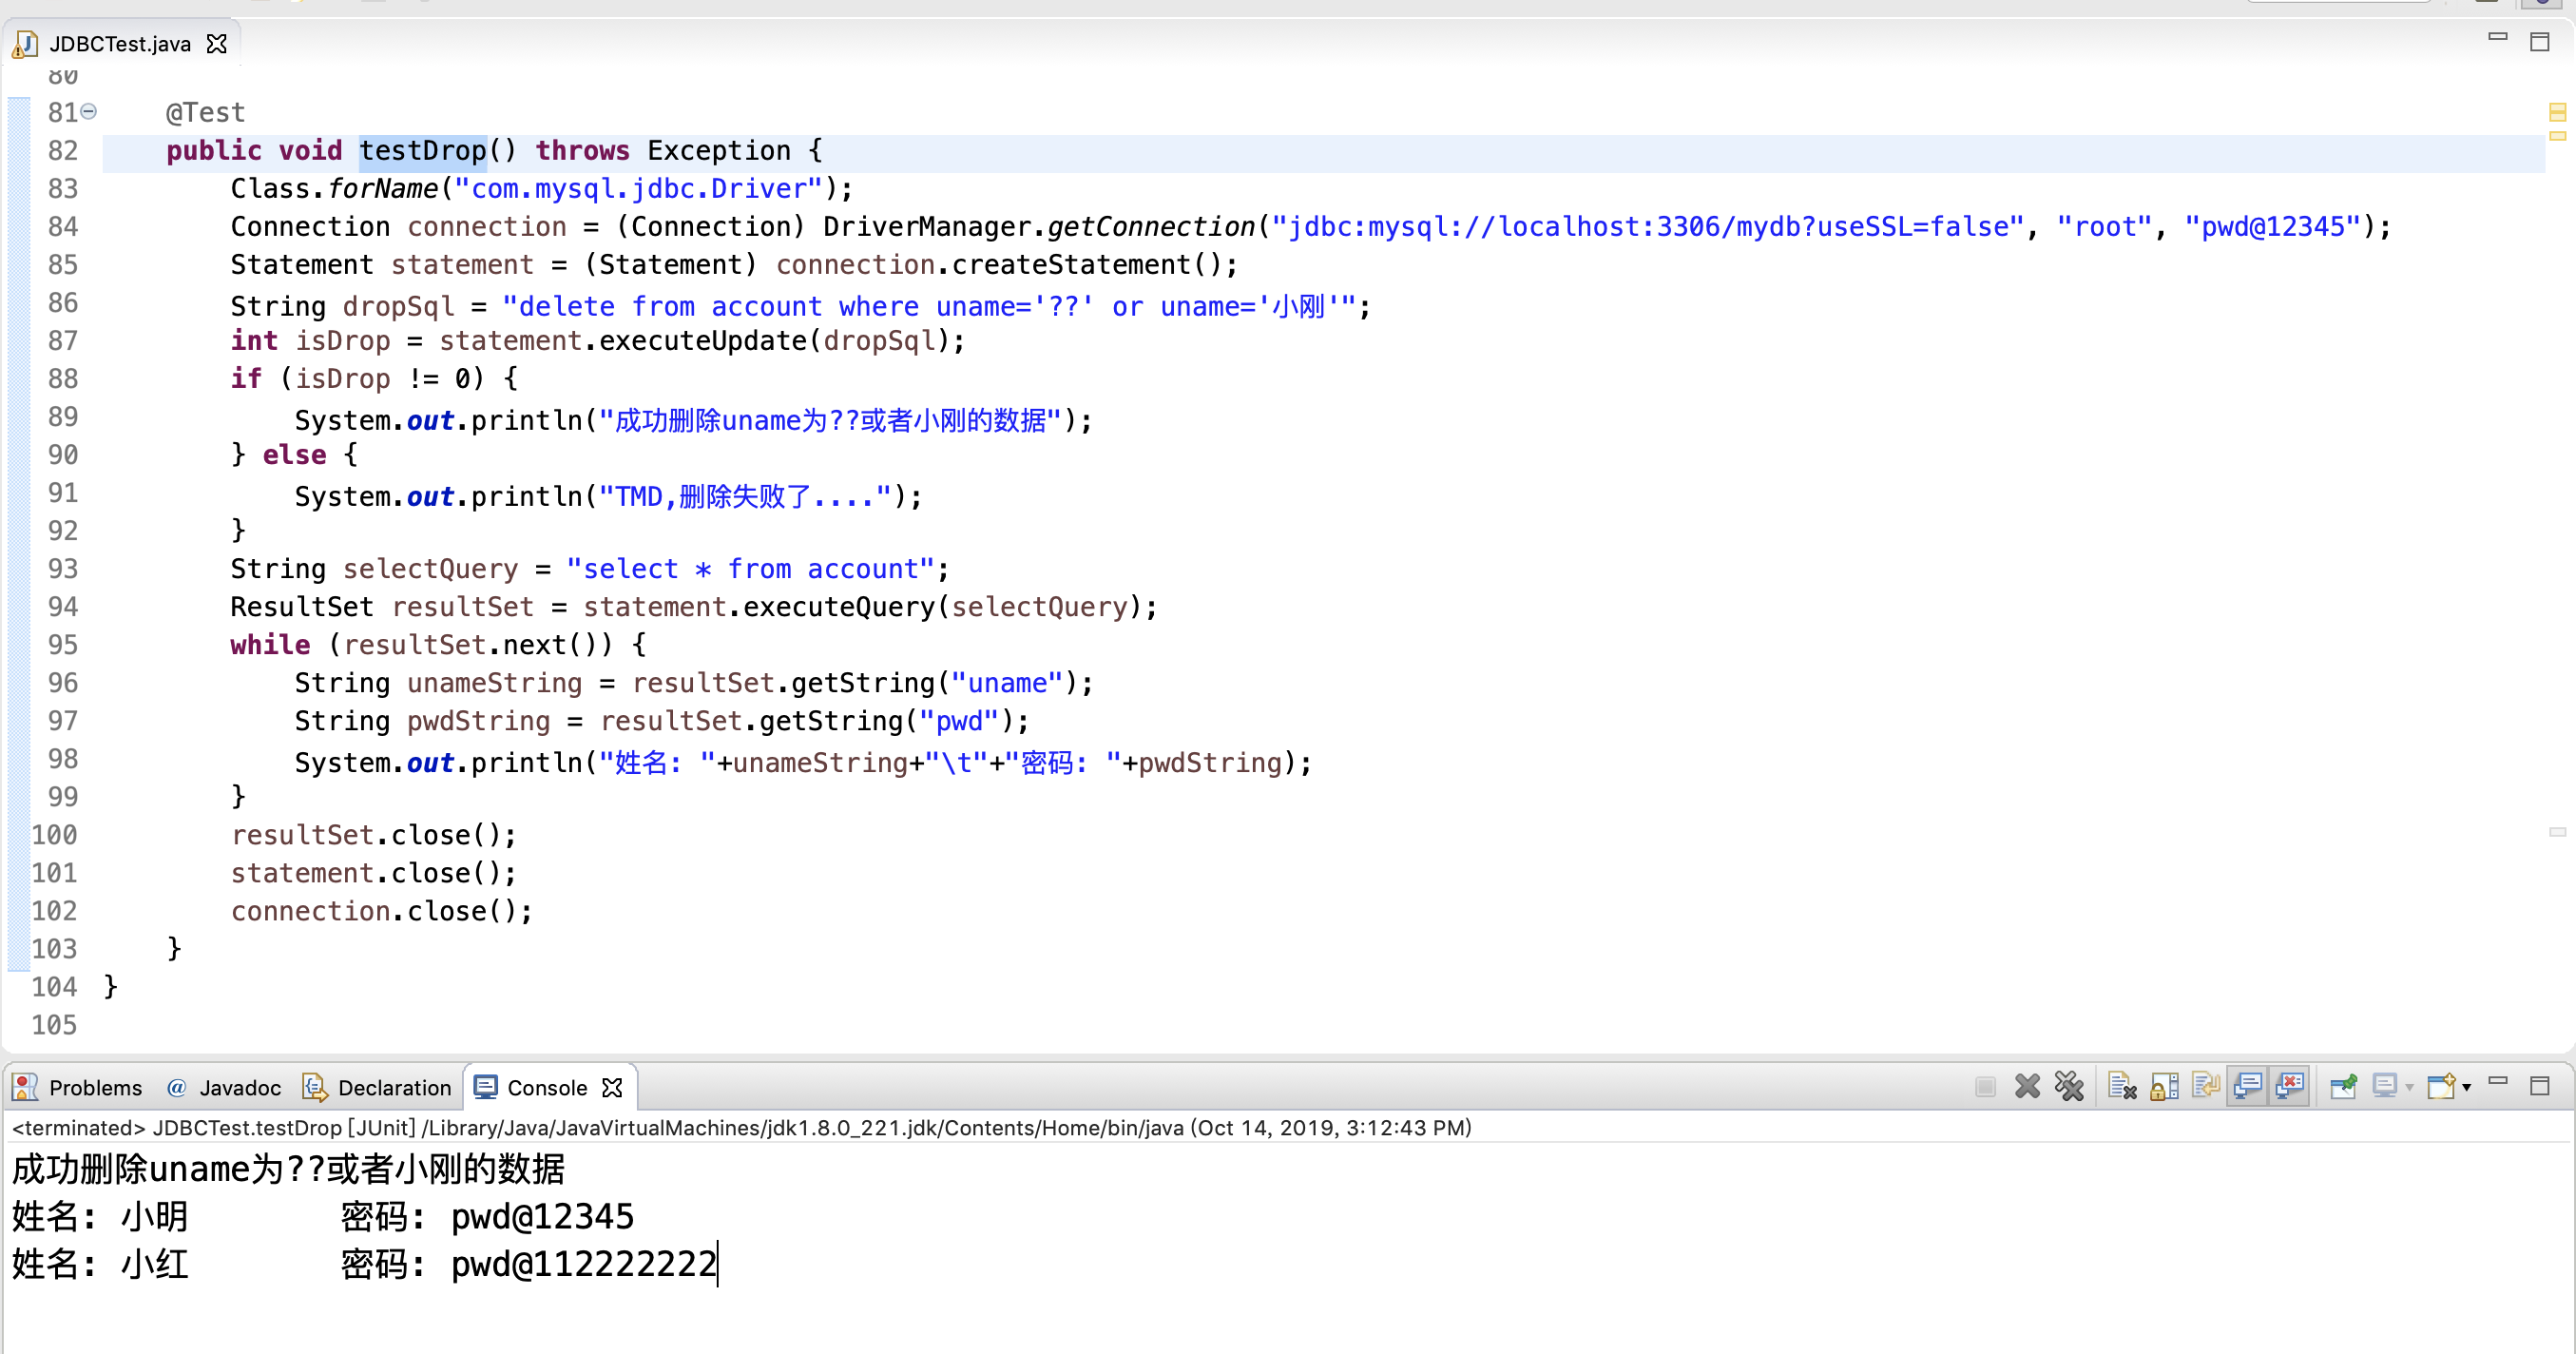 JDBCTest.java
80
81 @Test
82 public void testDrop() throws Exception {
83 Class.forName("com.mysql.jdbc.Driver");
84 Connection connection = (Connection) DriverManager.getConnection("jdbc:mysql://localhost:3306/mydb?useSSL=false", "root", "pwd@12345");
85 Statement statement = (Statement) connection.createStatement();
86 String dropSql = "delete from account where uname='??' or uname='小刚'";
87 int isDrop = statement.executeUpdate(dropSql);
88 if (isDrop != 0) {
89 System.out.println("成功删除uname为??或者小刚的数据");
90 } else {
91 System.out.println("TMD,删除失败了....");
92 }
93 String selectQuery = "select * from account";
94 ResultSet resultSet = statement.executeQuery(selectQuery);
95 while (resultSet.next()) {
96 String unameString = resultSet.getString("uname");
97 String pwdString = resultSet.getString("pwd");
98 System.out.println("姓名: "+unameString+"\t"+"密码: "+pwdString);
99 }
100 resultSet.close();
101 statement.close();
102 connection.close();
103 }
104 }
105
Problems @ Javadoc Declaration Console
<terminated> JDBCTest.testDrop [JUnit] /Library/Java/JavaVirtualMachines/jdk1.8.0_221.jdk/Contents/Home/bin/java (Oct 14, 2019, 3:12:43 PM)
成功删除uname为??或者小刚的数据
姓名: 小明 密码: pwd@12345
姓名: 小红 密码: pwd@112222222